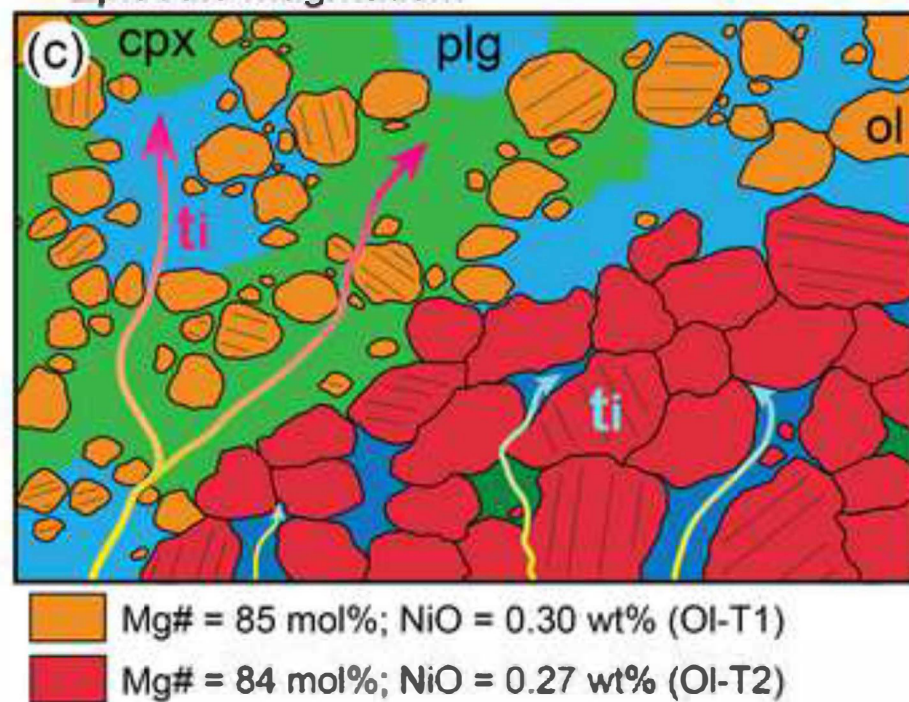 (c) cpx plg
ol
ti
ti
Mg# = 85 mol%; NiO = 0.30 wt% (Ol-T1)
Mg# = 84 mol%; NiO = 0.27 wt% (Ol-T2)